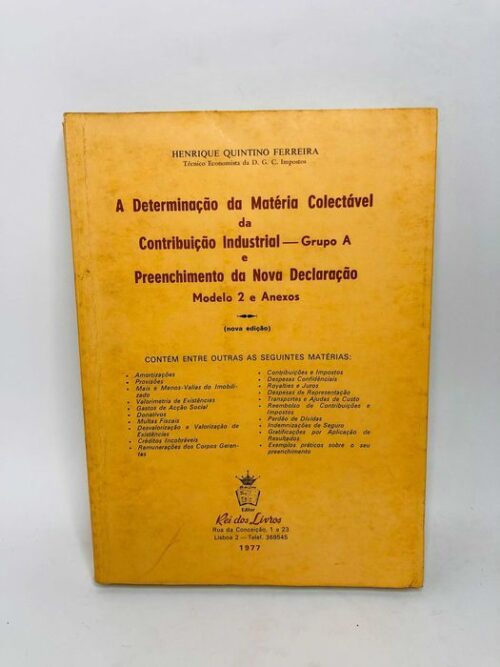 HENRIQUE QUINTINO FERREIRA
Técnico Economista da D. G. C. Impostos
A Determinação da Matéria Colectável
da
Contribuição Industrial — Grupo A
e
Preenchimento da Nova Declaração
Modelo 2 e Anexos
(nova edição)
CONTEM ENTRE OUTRAS AS SEGUINTES MATÉRIAS:
• Amortizações
• Provisões
• Mais e Menos-Valias do Imobili-
zado
• Valorimetria de Existências
• Gastos de Acção Social
• Donativos
• Multas Fiscais
• Desvalorização e Valorização de
Existências
• Créditos Incobráveis
• Remunerações dos Corpos Geren-
tes
• Contribuições e Impostos
• Despesas Confidenciais
• Royalties e Juros
• Despesas de Representação
• Transportes e Ajudas de Custo
• Reembolso de Contribuições e
Impostos
• Perdão de Dívidas
• Indemnizações de Seguro
• Gratificações por Aplicação de
Resultados
• Exemplos práticos sobre o seu
preenchimento
Editor
Rei dos Livros
Rua da Conceição, 1 a 23
Lisboa 2 — Telef. 369545
1977